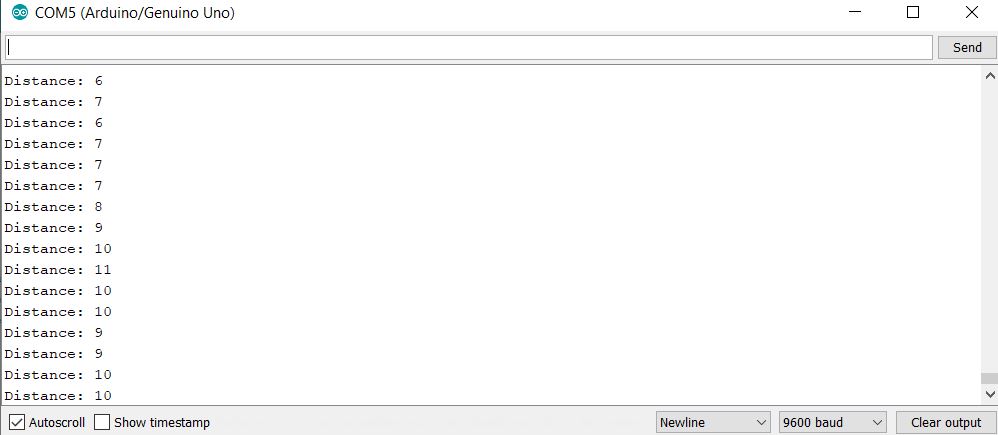 COM5 (Arduino/Genuino Uno)
Send
Distance: 6
Distance: 7
Distance: 6
Distance: 7
Distance: 7
Distance: 7
Distance: 8
Distance: 9
Distance: 10
Distance: 11
Distance: 10
Distance: 10
Distance: 9
Distance: 9
Distance: 10
Distance: 10
Autoscroll Show timestamp Newline 9600 baud Clear output